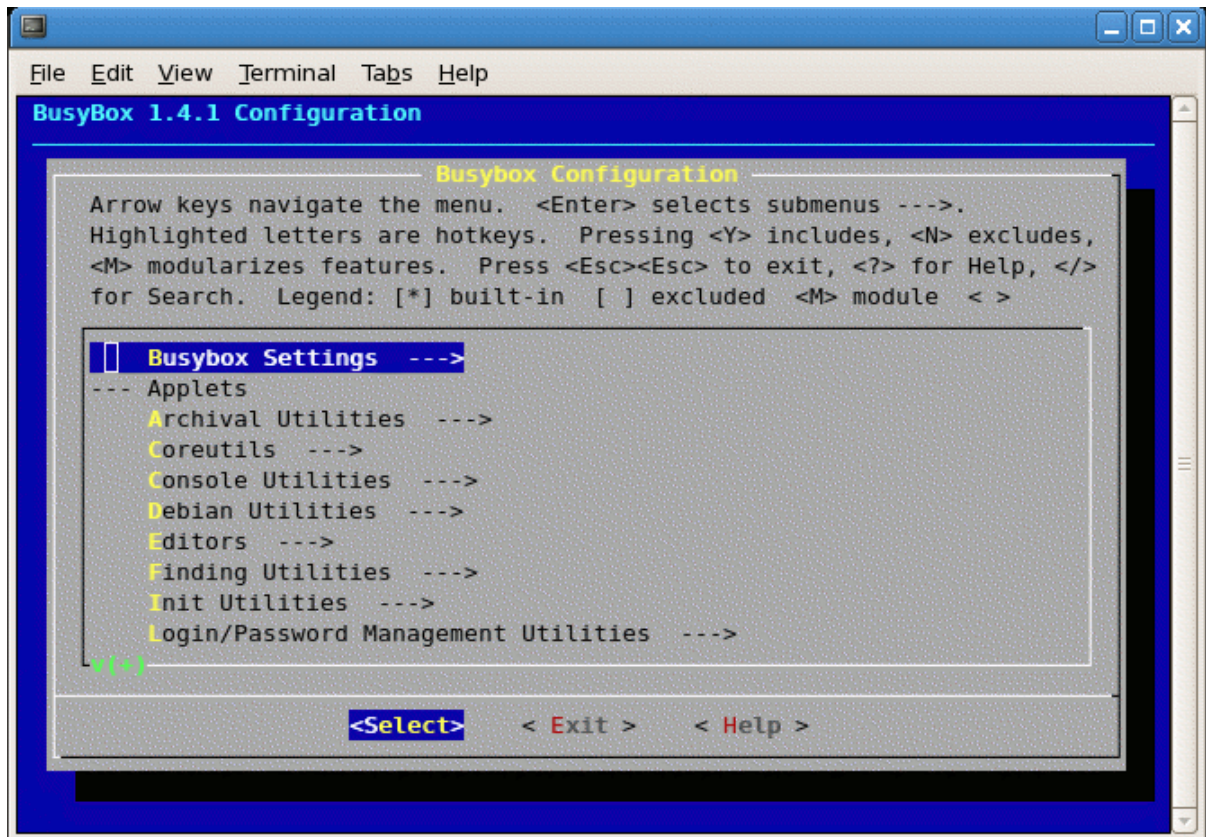 File Edit View Terminal Tabs Help
BusyBox 1.4.1 Configuration
Busybox Configuration
Arrow keys navigate the menu.  <Enter> selects submenus --->.
Highlighted letters are hotkeys.  Pressing <Y> includes, <N> excludes,
<M> modularizes features.  Press <Esc><Esc> to exit, <?> for Help, </>
for Search.  Legend: [*] built-in  [ ] excluded  <M> module  < >
Busybox Settings  --->
--- Applets
Archival Utilities  --->
Coreutils  --->
Console Utilities  --->
Debian Utilities  --->
Editors  --->
Finding Utilities  --->
Init Utilities  --->
Login/Password Management Utilities  --->
v(+)
<Select>    < Exit >    < Help >